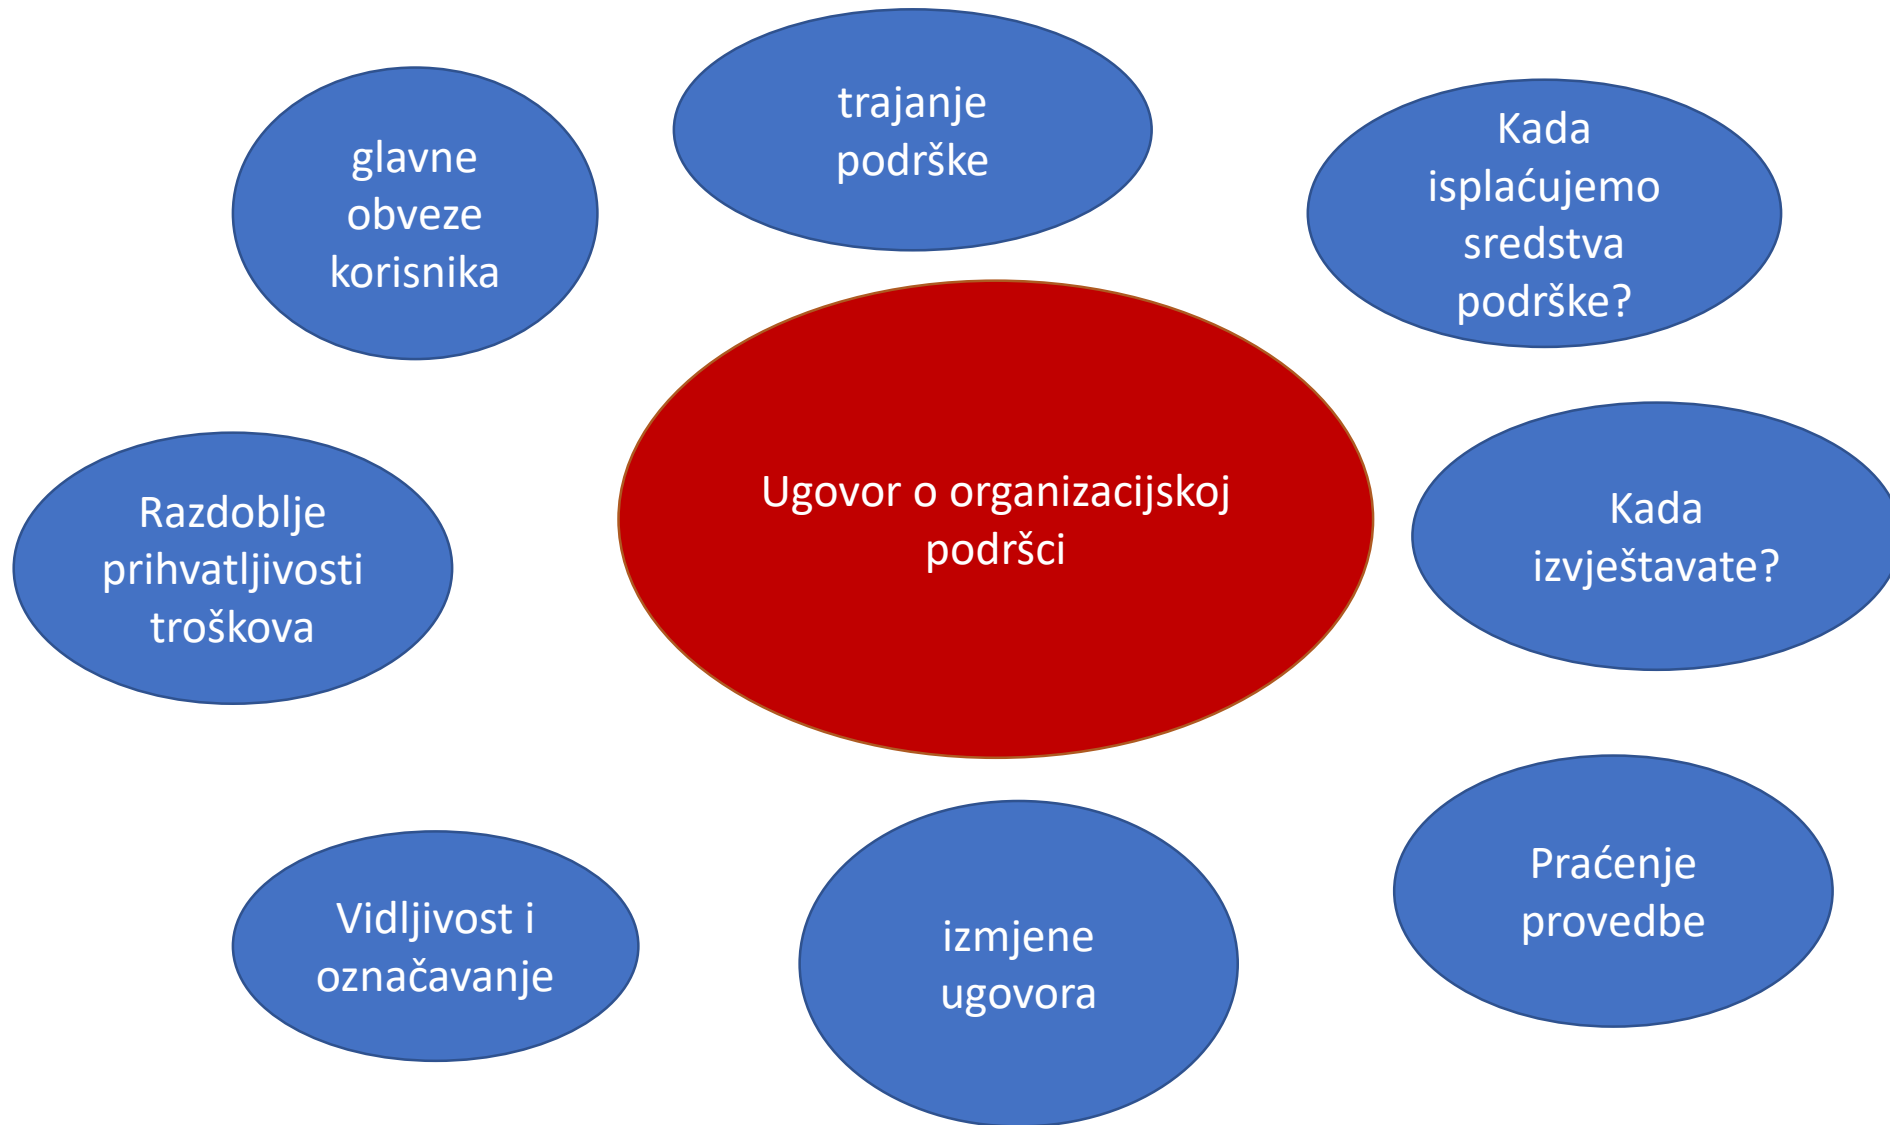 trajanje
podrške
glavne
obveze
korisnika
Kada
isplaćujemo
sredstva
podrške?
Ugovor o organizacijskoj
podršci
Razdoblje
prihvatljivosti
troškova
Kada
izvještavate?
Vidljivost i
označavanje
izmjene
ugovora
Praćenje
provedbe